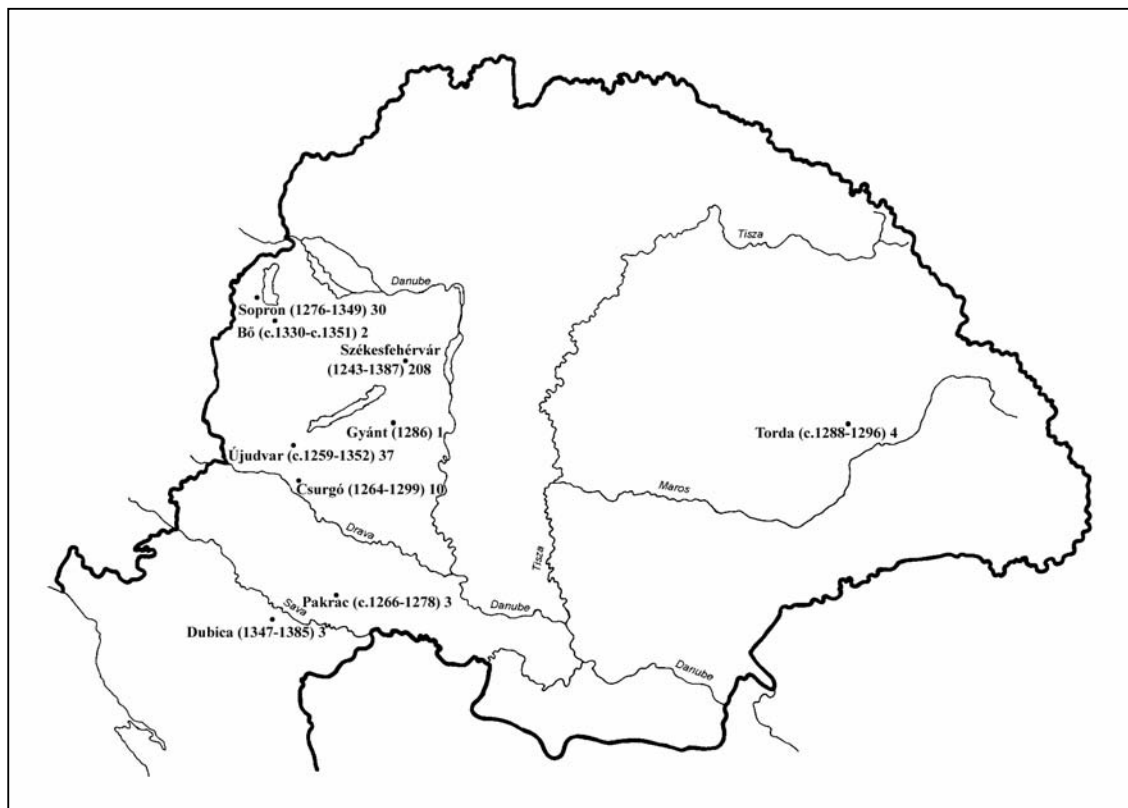 Tisza
Danube
Sopron (1276-1349) 30
Bő (c.1330-c.1351) 2
Székesfehérvár
(1243-1387) 208
Gyánt (1286) 1
Torda (c.1288-1296) 4
Újudvar (c.1259-1352) 37
Csurgó (1264-1299) 10
Maros
Drava
Tisza
Pakrác (c.1266-1278) 3
Sava
Danube
Dubica (1347-1385) 3
Danube